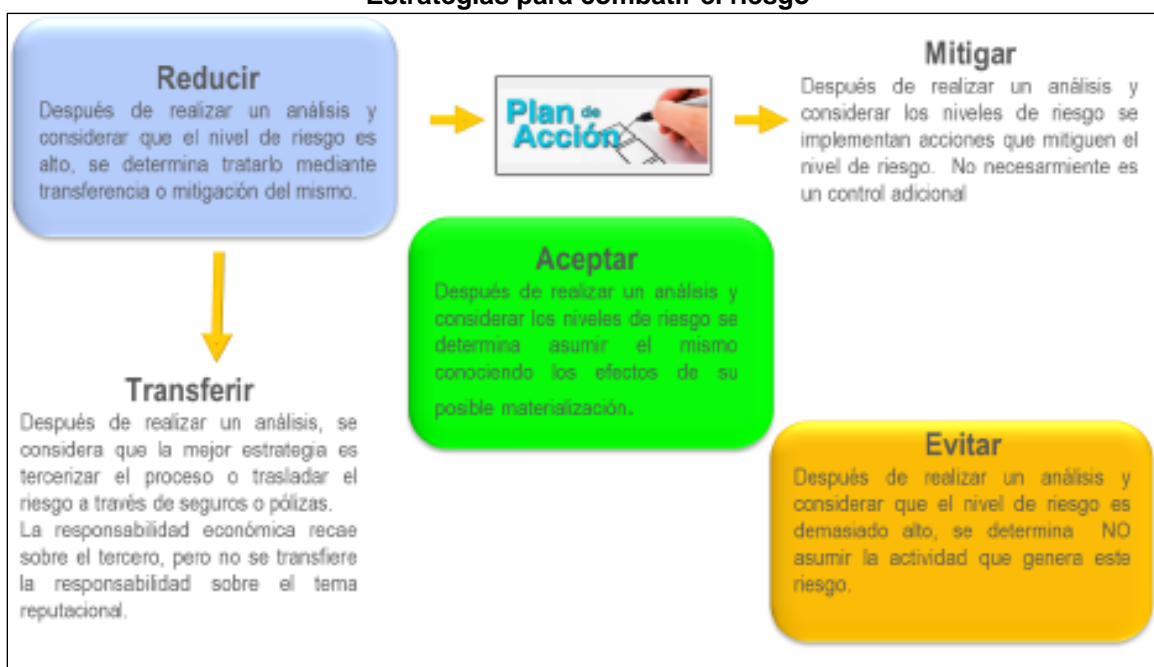 Estrategias para combatir el riesgo
Reducir
Después de realizar un análisis y
considerar que el nivel de riesgo es
alto, se determina tratarlo mediante
transferencia o mitigación del mismo.
Plan de
Acción
Mitigar
Después de realizar un análisis y
considerar los niveles de riesgo se
implementan acciones que mitiguen el
nivel de riesgo. No necesarmiente es
un control adicional
Aceptar
Después de realizar un análisis y
considerar los niveles de riesgo se
determina asumir el mismo
conociendo los efectos de su
posible materialización.
Transferir
Después de realizar un análisis, se
considera que la mejor estrategia es
tercerizar el proceso o trasladar el
riesgo a través de seguros o pólizas.
La responsabilidad económica recae
sobre el tercero, pero no se transfiere
la responsabilidad sobre el tema
reputacional.
Evitar
Después de realizar un análisis y
considerar que el nivel de riesgo es
demasiado alto, se determina NO
asumir la actividad que genera este
riesgo.